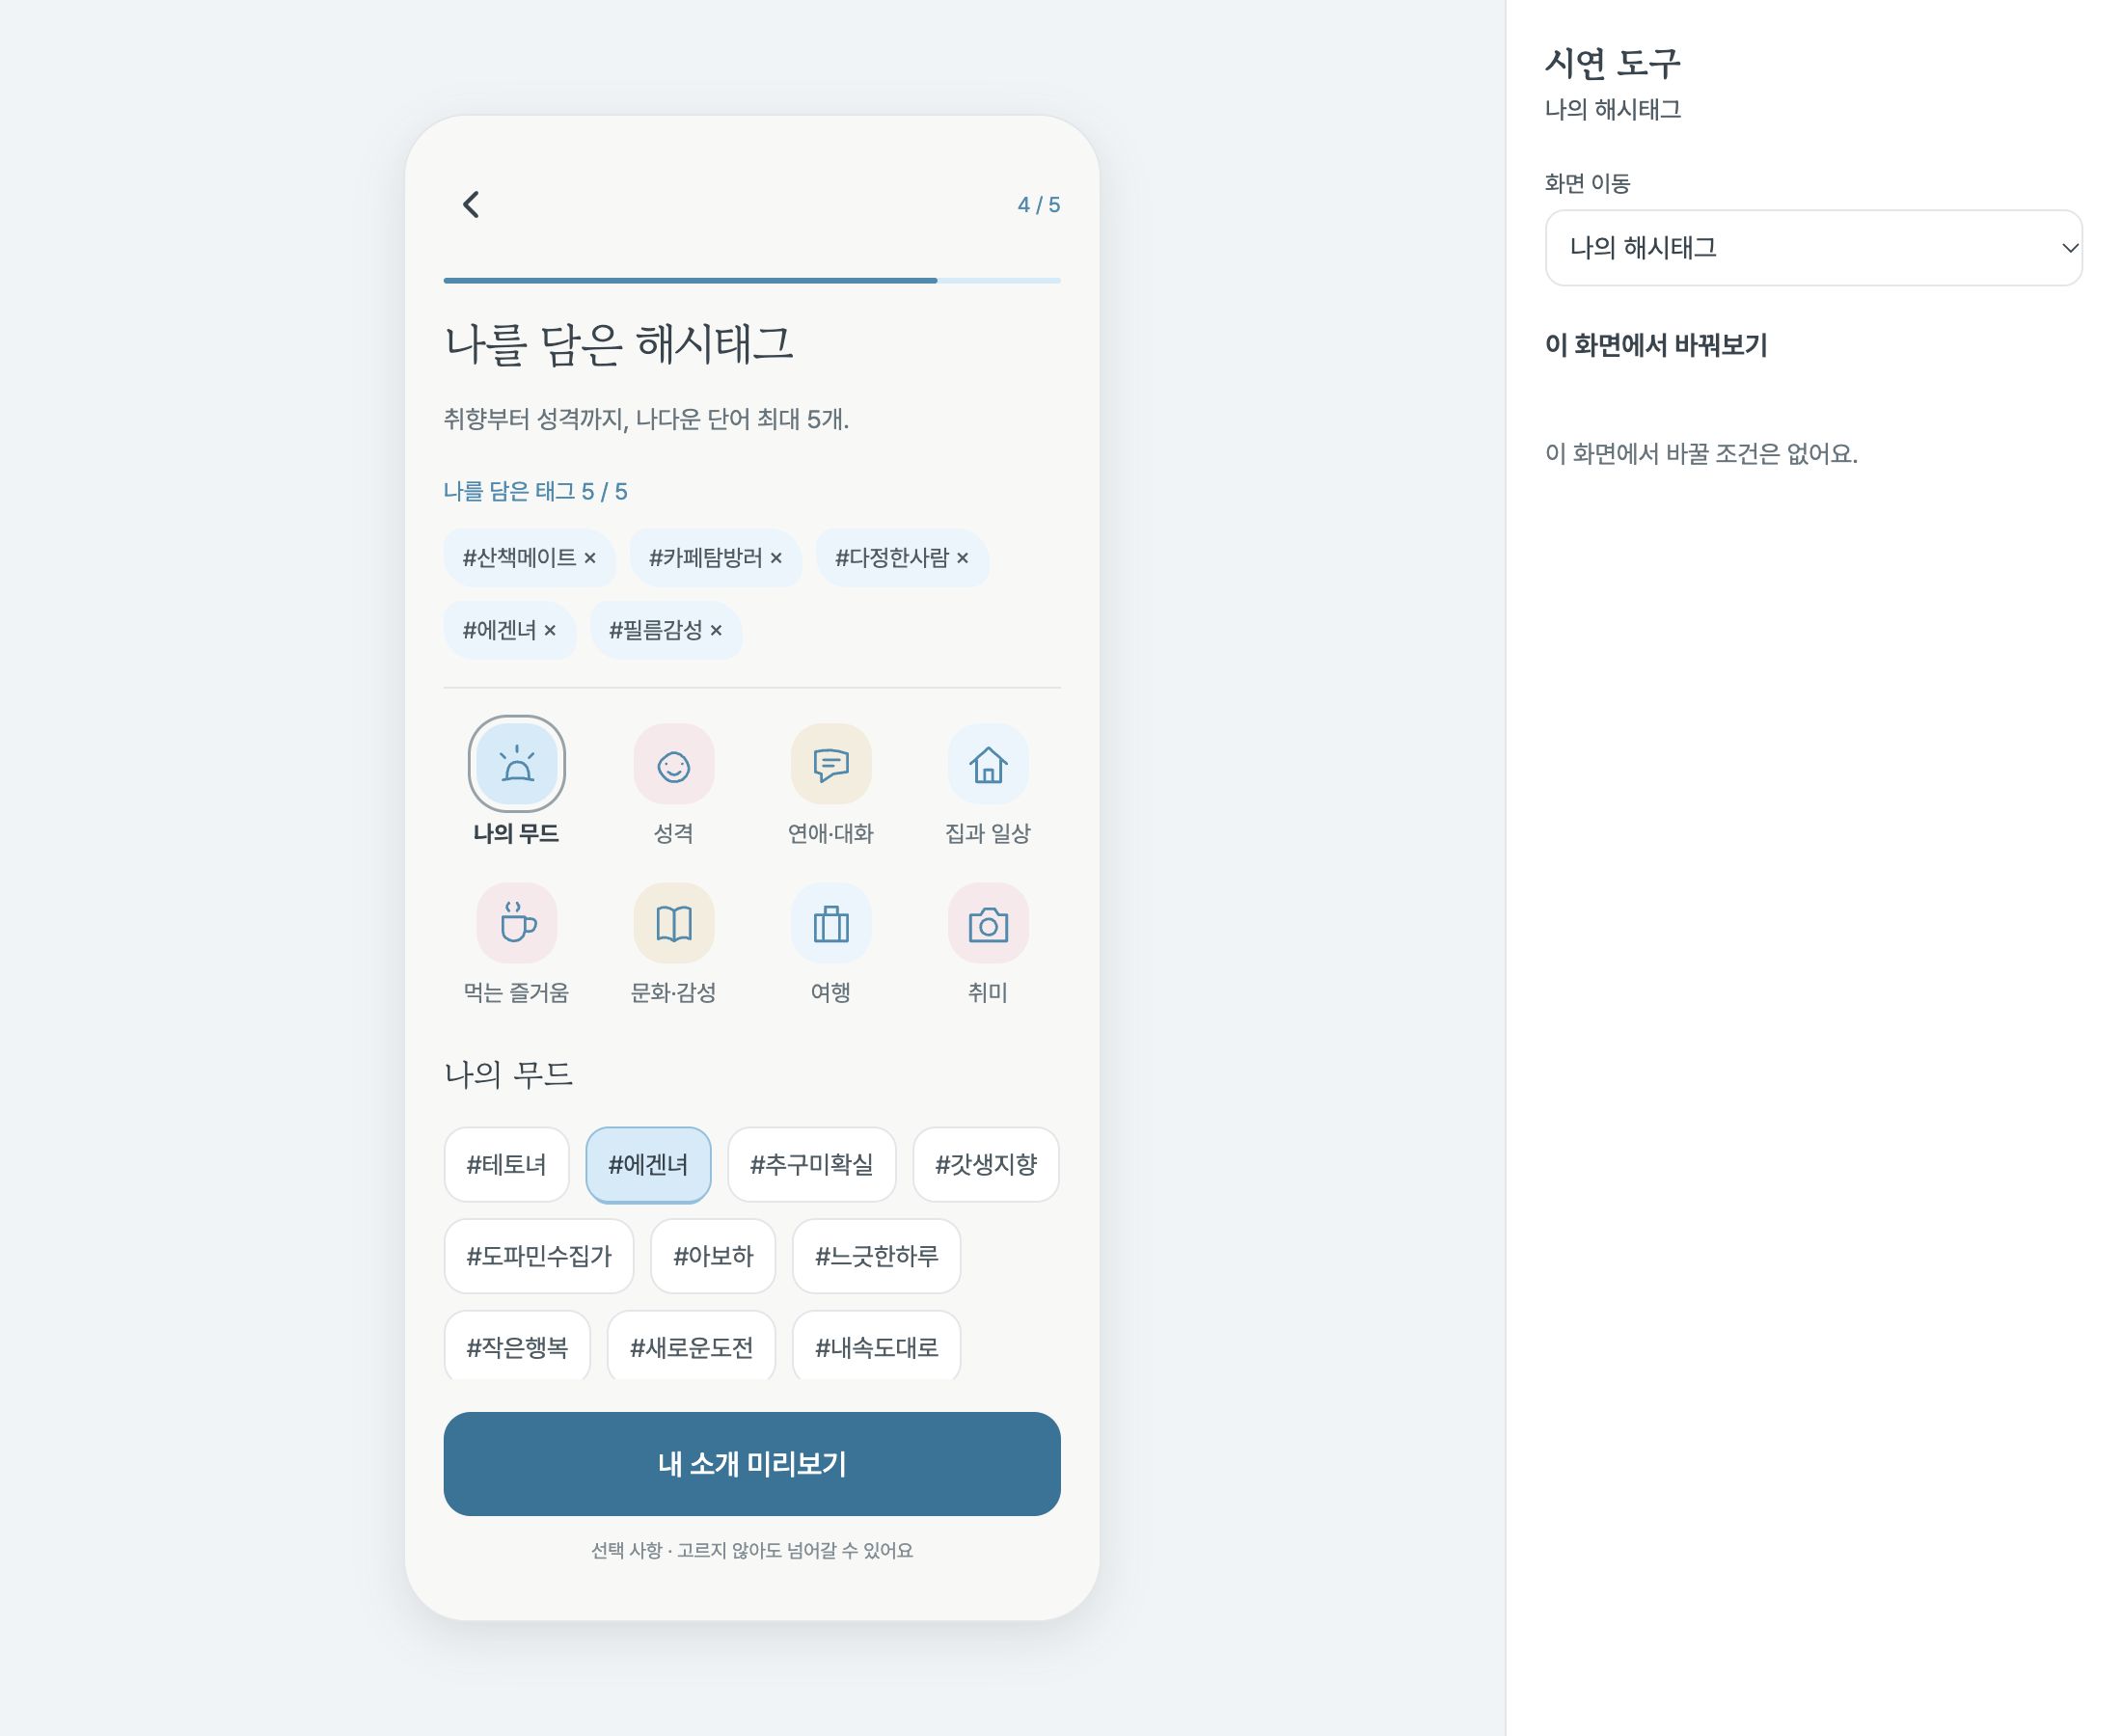 4 / 5
나를 담은 해시태그
취향부터 성격까지, 나다운 단어 최대 5개.
나를 담은 태그 5 / 5
#산책메이트 × #카페탐방러 × #다정한사람 ×
#에겐녀 × #필름감성 ×
나의 무드 성격 연애·대화 집과 일상
먹는 즐거움 문화·감성 여행 취미
나의 무드
#테토녀 #에겐녀 #추구미확실 #갓생지향
#도파민수집가 #아보하 #느긋한하루
#작은행복 #새로운도전 #내속도대로
내 소개 미리보기
선택 사항 · 고르지 않아도 넘어갈 수 있어요
시연 도구
나의 해시태그
화면 이동
나의 해시태그
이 화면에서 바꿔보기
이 화면에서 바꿀 조건은 없어요.